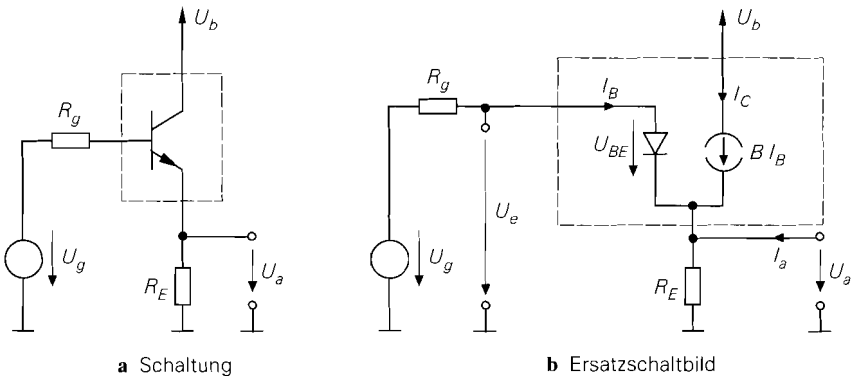 U_b
R_g
U_g
R_E
U_a
a Schaltung
U_b
R_g
I_B
I_C
U_BE
B I_B
U_e
U_g
I_a
R_E
U_a
b Ersatzschaltbild